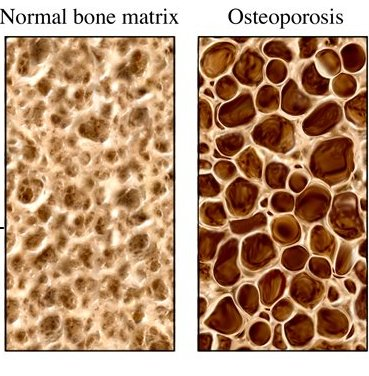 Normal bone matrix
Osteoporosis